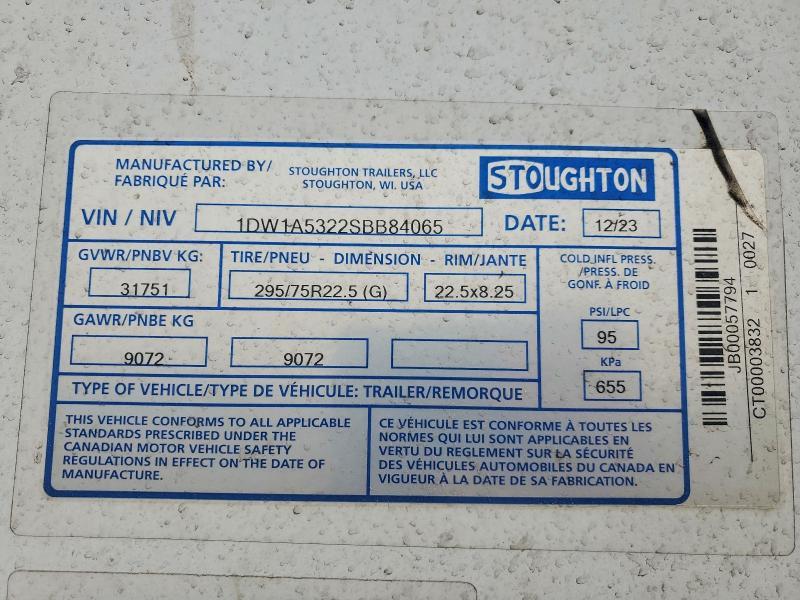 MANUFACTURED BY/
FABRIQUÉ PAR:
STOUGHTON TRAILERS, LLC
STOUGHTON, WI. USA
STOUGHTON
VIN / NIV 1DW1A5322SBB84065 DATE: 12/23
GVWR/PNBV KG: 31751
TIRE/PNEU - DIMENSION - RIM/JANTE
295/75R22.5 (G) 22.5x8.25
COLD INFL PRESS.
/PRESS. DE
GONF. À FROID
PSI/LPC
95
KPa
655
GAWR/PNBE KG
9072 9072
TYPE OF VEHICLE/TYPE DE VÉHICULE: TRAILER/REMORQUE
THIS VEHICLE CONFORMS TO ALL APPLICABLE
STANDARDS PRESCRIBED UNDER THE
CANADIAN MOTOR VEHICLE SAFETY
REGULATIONS IN EFFECT ON THE DATE OF
MANUFACTURE.
CE VÉHICULE EST CONFORME À TOUTES LES
NORMES QUI LUI SONT APPLICABLES EN
VERTU DU REGLEMENT SUR LA SÉCURITÉ
DES VÉHICULES AUTOMOBILES DU CANADA EN
VIGUEUR À LA DATE DE SA FABRICATION.
JB00057794
CT00003832 1 0027